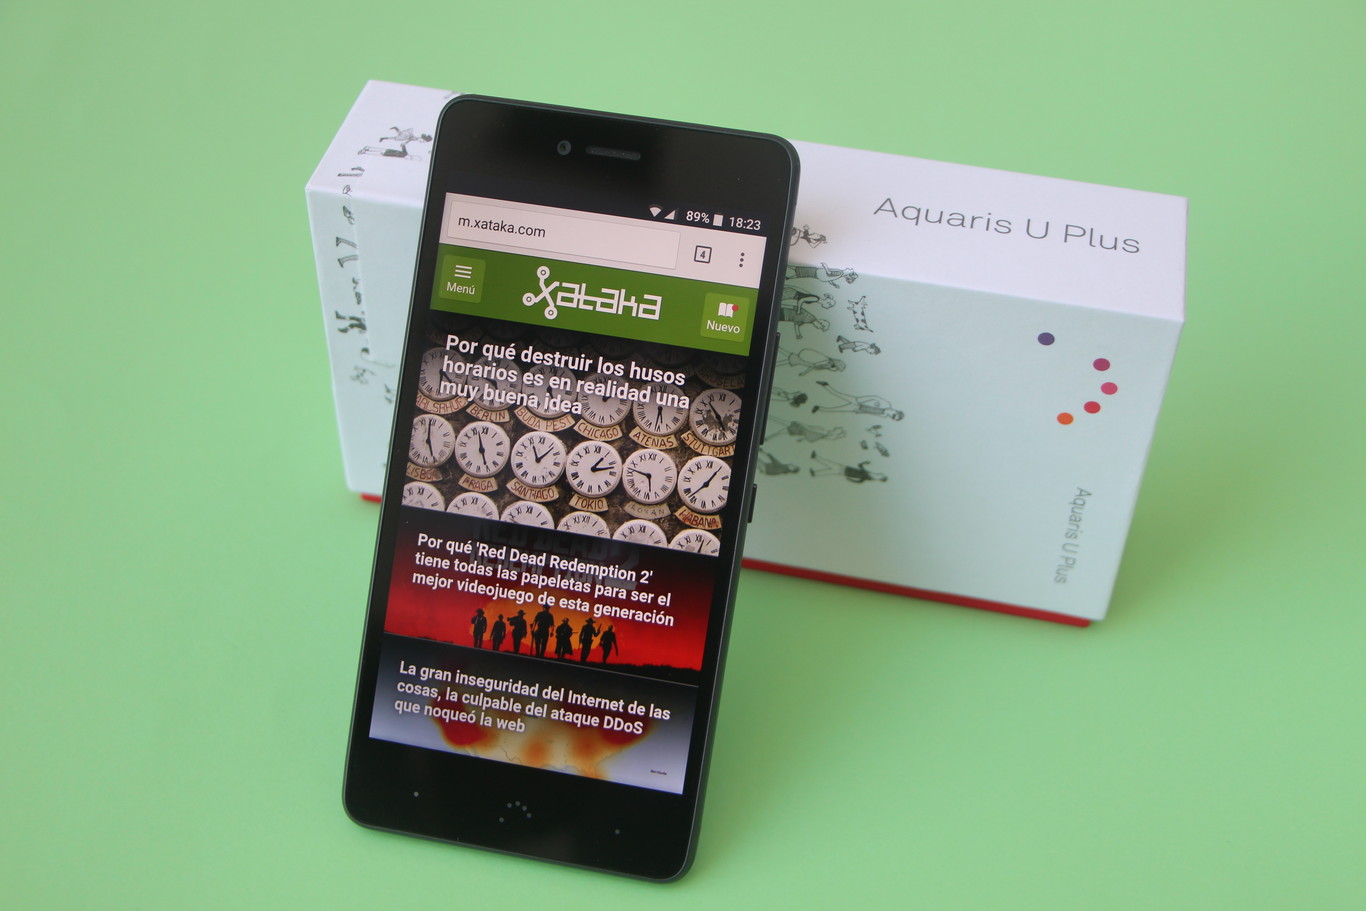 Aquaris U Plus
89% 18:23
m.xataka.com
4
Menú
xataka
Nuevo
Por qué destruir los husos
horarios es en realidad una
muy buena idea
BERLIN
BUDA PEST
CHICAGO
ATENAS
STUTTGART
PRAGA
SANTIAGO
TOKIO
HABANA
Por qué 'Red Dead Redemption 2'
tiene todas las papeletas para ser el
mejor videojuego de esta generación
La gran inseguridad del Internet de las
cosas, la culpable del ataque DDoS
que noqueó la web
Aquaris U Plus